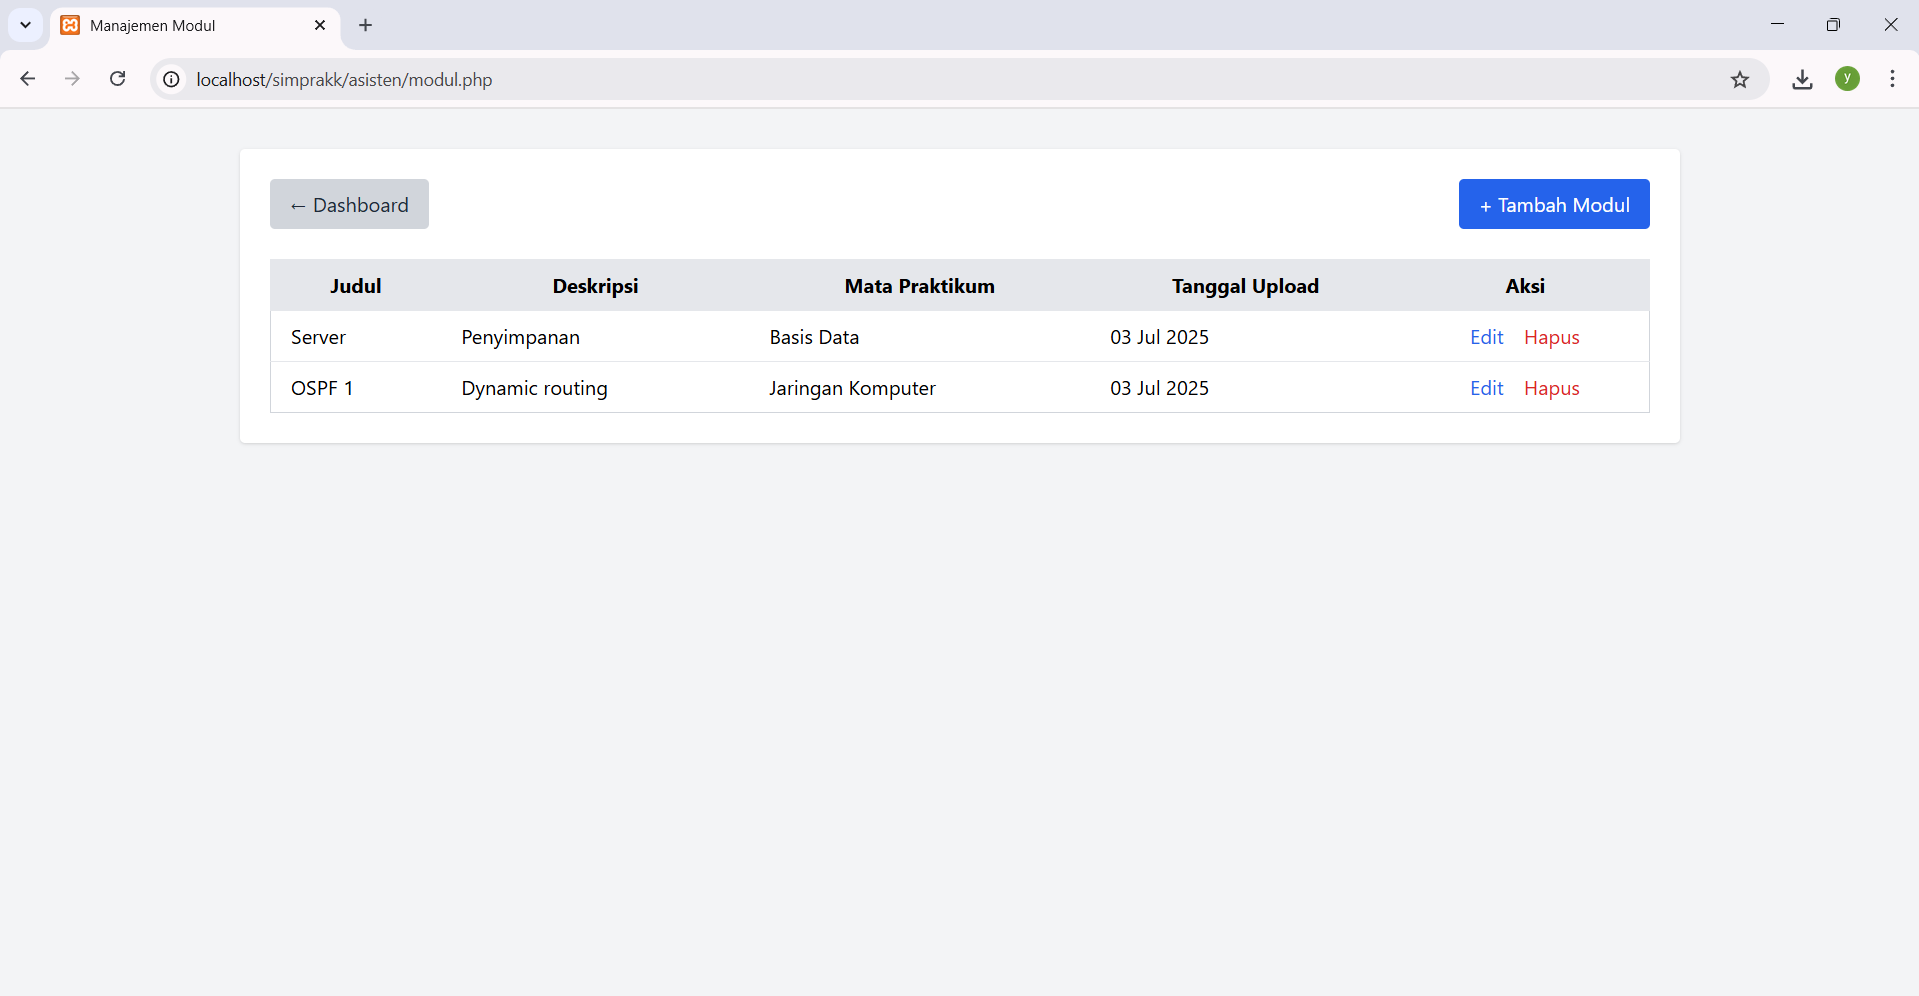 Manajemen Modul
localhost/simprakk/asisten/modul.php
y
← Dashboard
+ Tambah Modul
Judul Deskripsi Mata Praktikum Tanggal Upload Aksi
Server Penyimpanan Basis Data 03 Jul 2025 Edit Hapus
OSPF 1 Dynamic routing Jaringan Komputer 03 Jul 2025 Edit Hapus